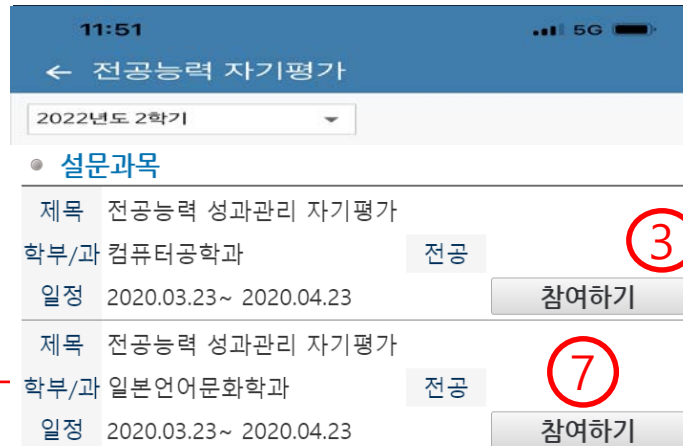 11:51 5G
← 전공능력 자기평가
2022년도 2학기
설문과목
제목 전공능력 성과관리 자기평가
학부/과 컴퓨터공학과 전공 3
일정 2020.03.23~ 2020.04.23 참여하기
제목 전공능력 성과관리 자기평가
학부/과 일본언어문화학과 전공 7
일정 2020.03.23~ 2020.04.23 참여하기